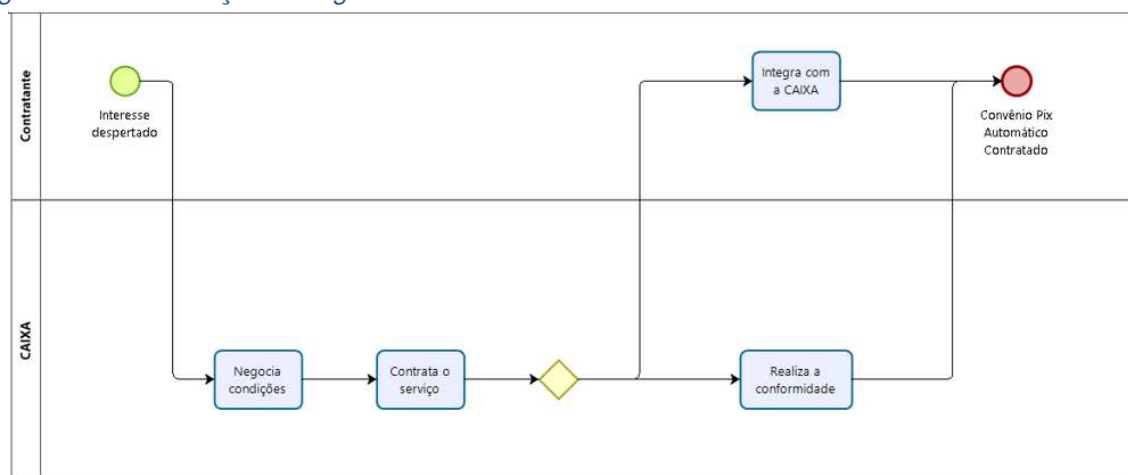 Contratante
Interesse
despertado
Integra com
a CAIXA
Convênio Pix
Automático
Contratado
CAIXA
Negocia
condições
Contrata o
serviço
Realiza a
conformidade